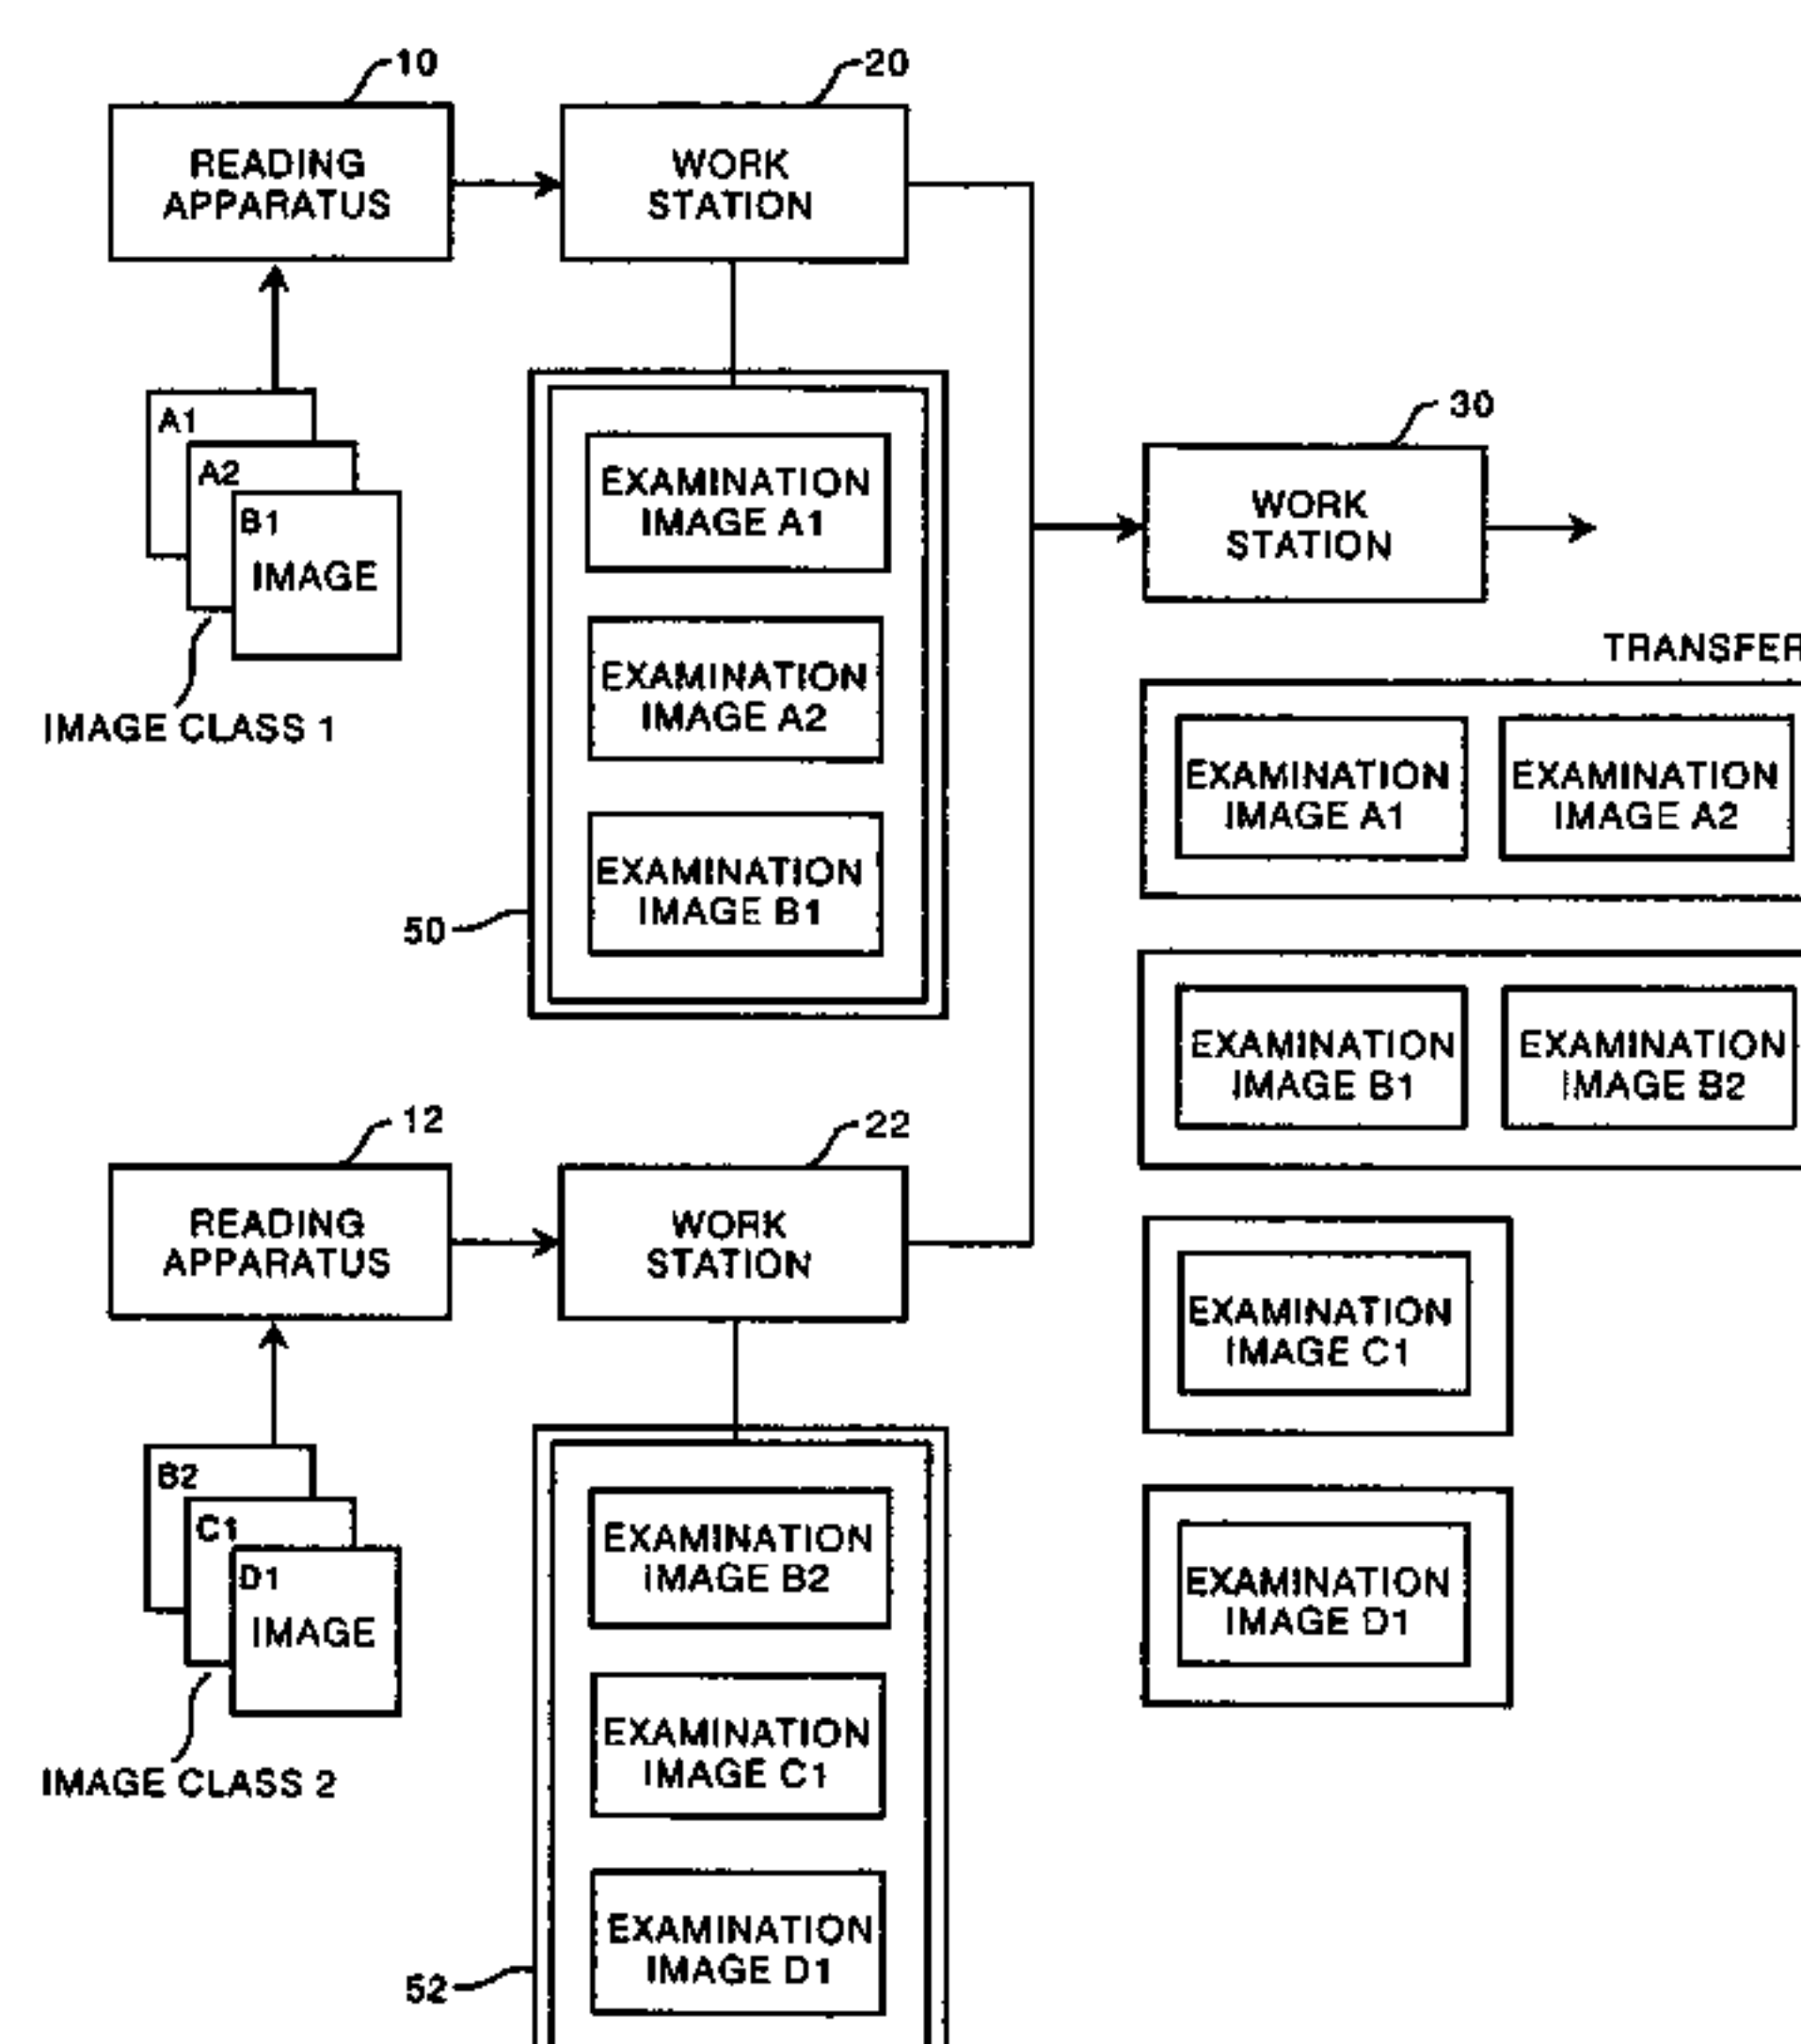 10
20
READING
APPARATUS
WORK
STATION
A1
A2
B1
IMAGE
IMAGE CLASS 1
EXAMINATION
IMAGE A1
EXAMINATION
IMAGE A2
EXAMINATION
IMAGE B1
50
30
WORK
STATION
TRANSFER
EXAMINATION
IMAGE A1
EXAMINATION
IMAGE A2
EXAMINATION
IMAGE B1
EXAMINATION
IMAGE B2
EXAMINATION
IMAGE C1
EXAMINATION
IMAGE D1
12
22
READING
APPARATUS
WORK
STATION
B2
C1
D1
IMAGE
IMAGE CLASS 2
EXAMINATION
IMAGE B2
EXAMINATION
IMAGE C1
EXAMINATION
IMAGE D1
52